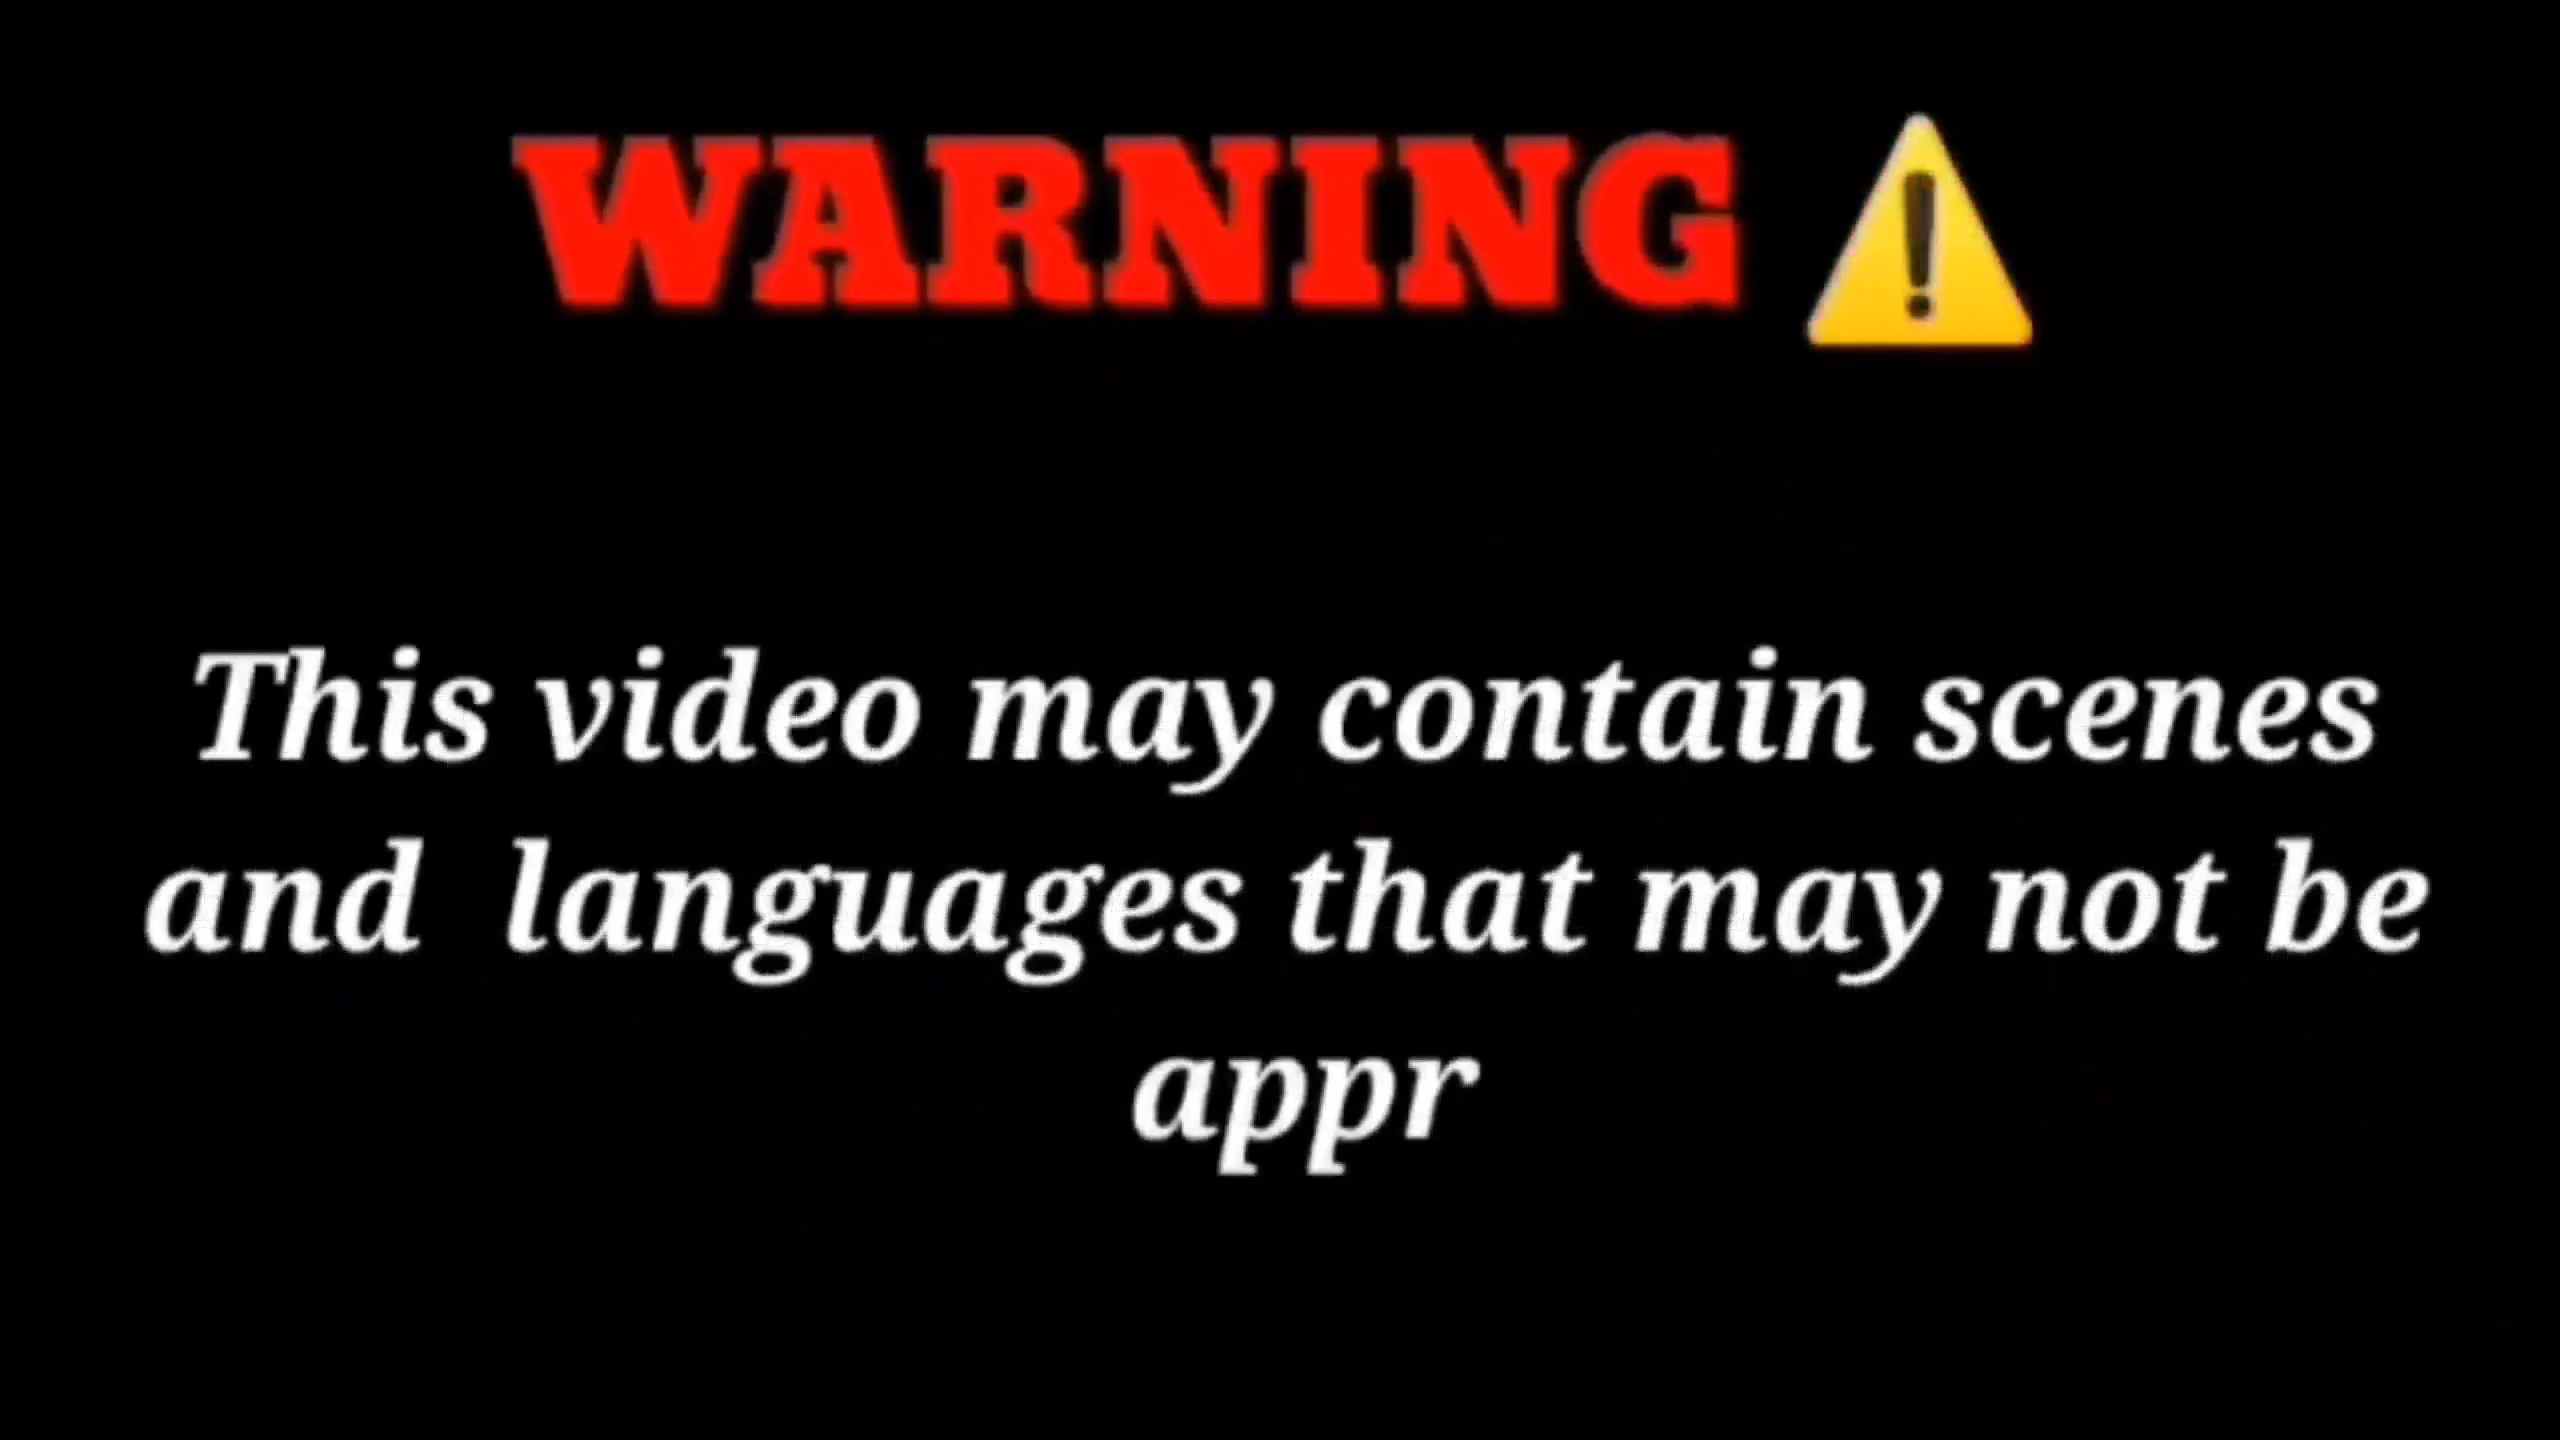 WARNING ⚠️
This video may contain scenes
and languages that may not be
appr